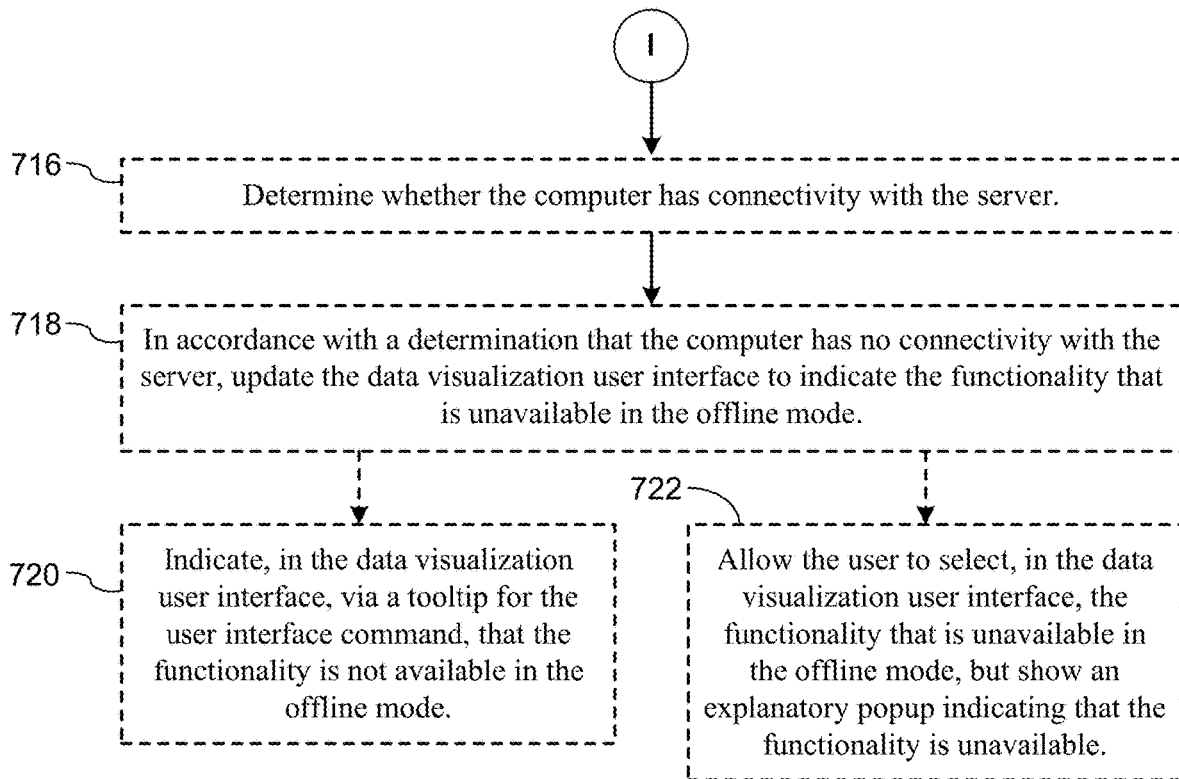 I
716
Determine whether the computer has connectivity with the server.
718
In accordance with a determination that the computer has no connectivity with the
server, update the data visualization user interface to indicate the functionality that
is unavailable in the offline mode.
720
Indicate, in the data visualization
user interface, via a tooltip for the
user interface command, that the
functionality is not available in the
offline mode.
722
Allow the user to select, in the data
visualization user interface, the
functionality that is unavailable in
the offline mode, but show an
explanatory popup indicating that the
functionality is unavailable.